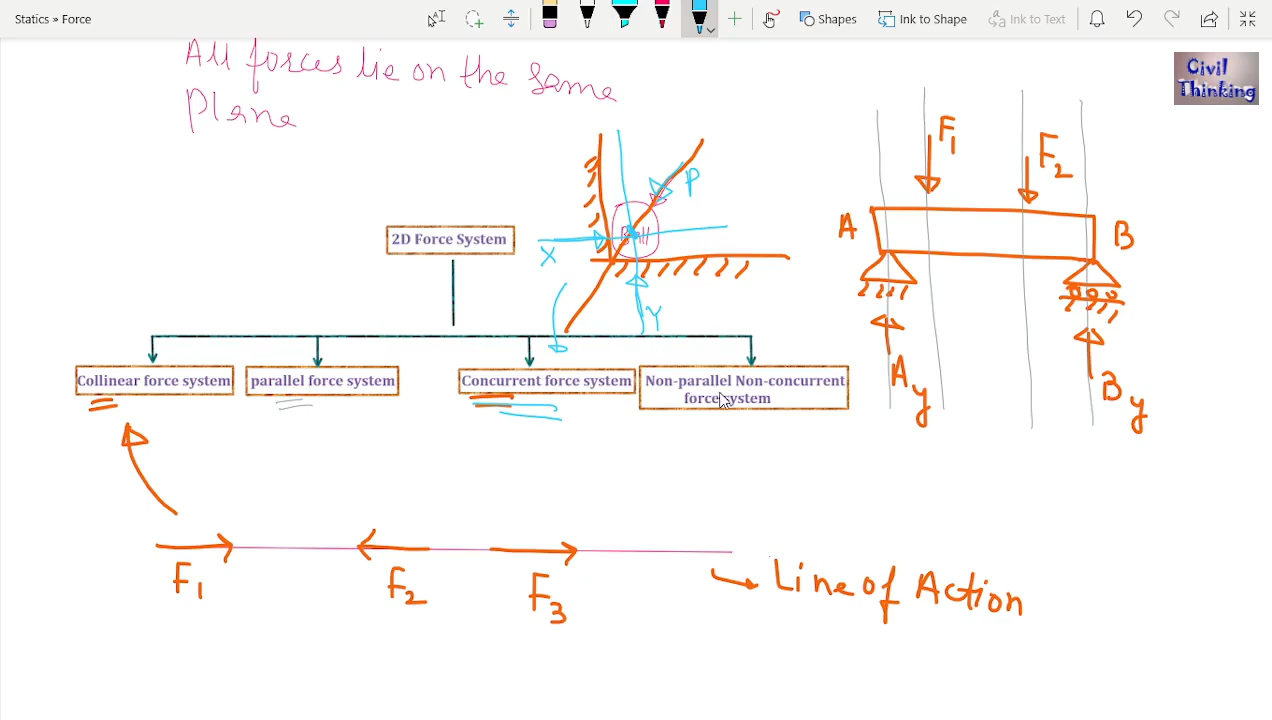 Statics » Force
Shapes
Ink to Shape
Ink to Text
Civil
Thinking
All forces lie on the same
Plane
F1
F2
P
Ball
X
Y
A
B
2D Force System
Collinear force system
parallel force system
Concurrent force system
Non-parallel Non-concurrent
force system
Ay
By
F1
F2
F3
Line of Action